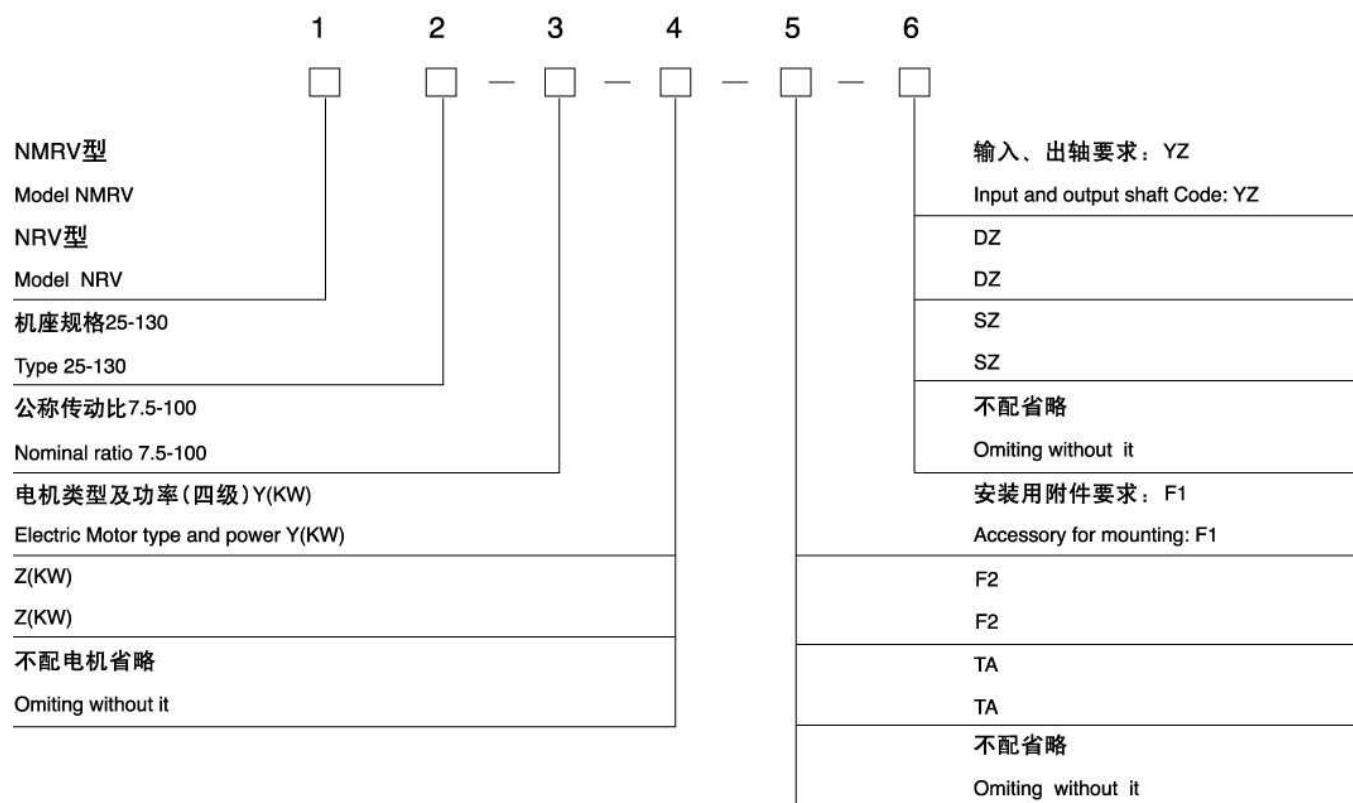 1 2 3 4 5 6
□ □ — □ — □ — □ — □
NMRV型
Model NMRV
NRV型
Model NRV
机座规格25-130
Type 25-130
公称传动比7.5-100
Nominal ratio 7.5-100
电机类型及功率(四级)Y(KW)
Electric Motor type and power Y(KW)
Z(KW)
Z(KW)
不配电机省略
Omiting without it
输入、出轴要求：YZ
Input and output shaft Code: YZ
DZ
DZ
SZ
SZ
不配省略
Omiting without it
安装用附件要求：F1
Accessory for mounting: F1
F2
F2
TA
TA
不配省略
Omiting without it